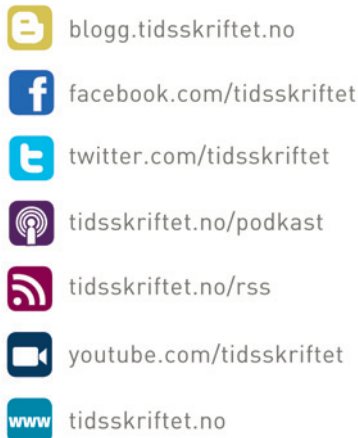 blogg.tidsskriftet.no
facebook.com/tidsskriftet
twitter.com/tidsskriftet
tidsskriftet.no/podkast
tidsskriftet.no/rss
youtube.com/tidsskriftet
www tidsskriftet.no